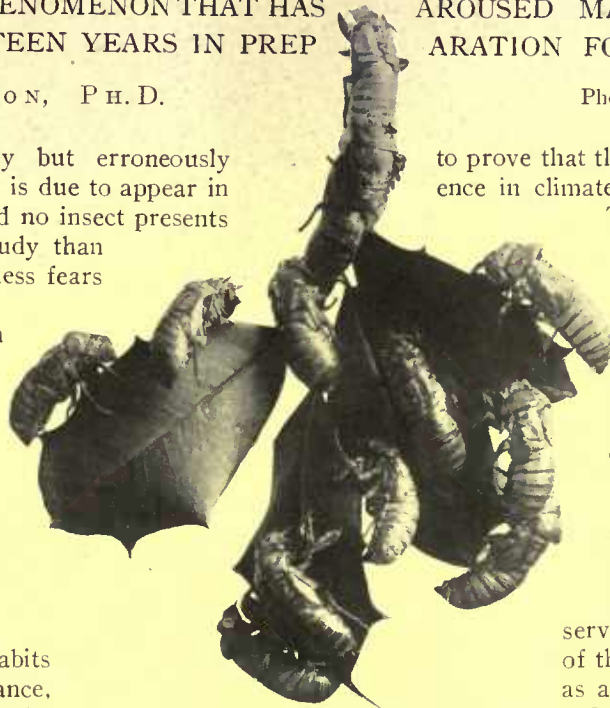 ENOMENON THAT HAS AROUSED MA
TEEN YEARS IN PREP ARATION FO
ON, PH.D.
Pho
y but erroneously
is due to appear in
d no insect presents
udy than
less fears
to prove that th
ence in climate
abits
ance,
serv
of th
as a